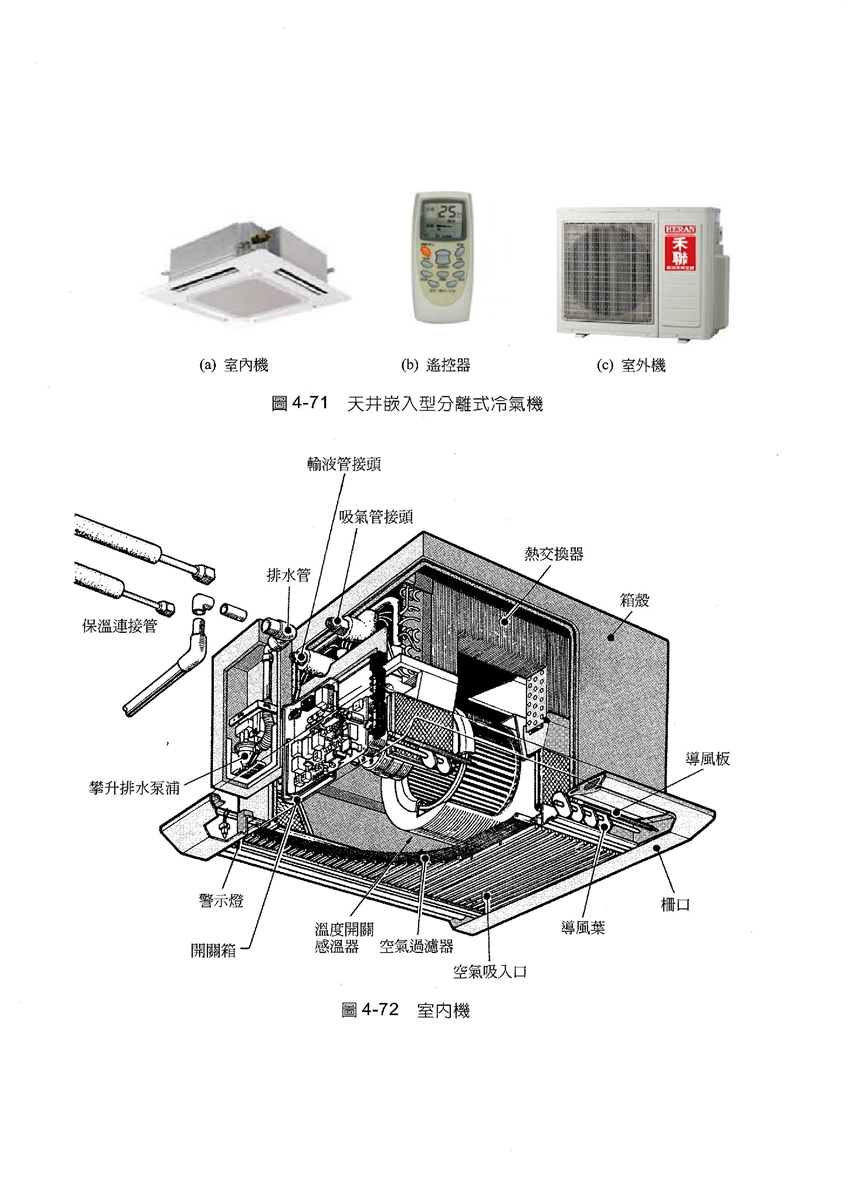 25
HERAN
禾
聯
(a) 室內機
(b) 遙控器
(c) 室外機
圖 4-71 天井嵌入型分離式冷氣機
輸液管接頭
吸氣管接頭
熱交換器
排水管
箱殼
保溫連接管
導風板
攀升排水泵浦
警示燈
柵口
溫度開關
感溫器
導風葉
開關箱
空氣過濾器
空氣吸入口
圖 4-72 室內機